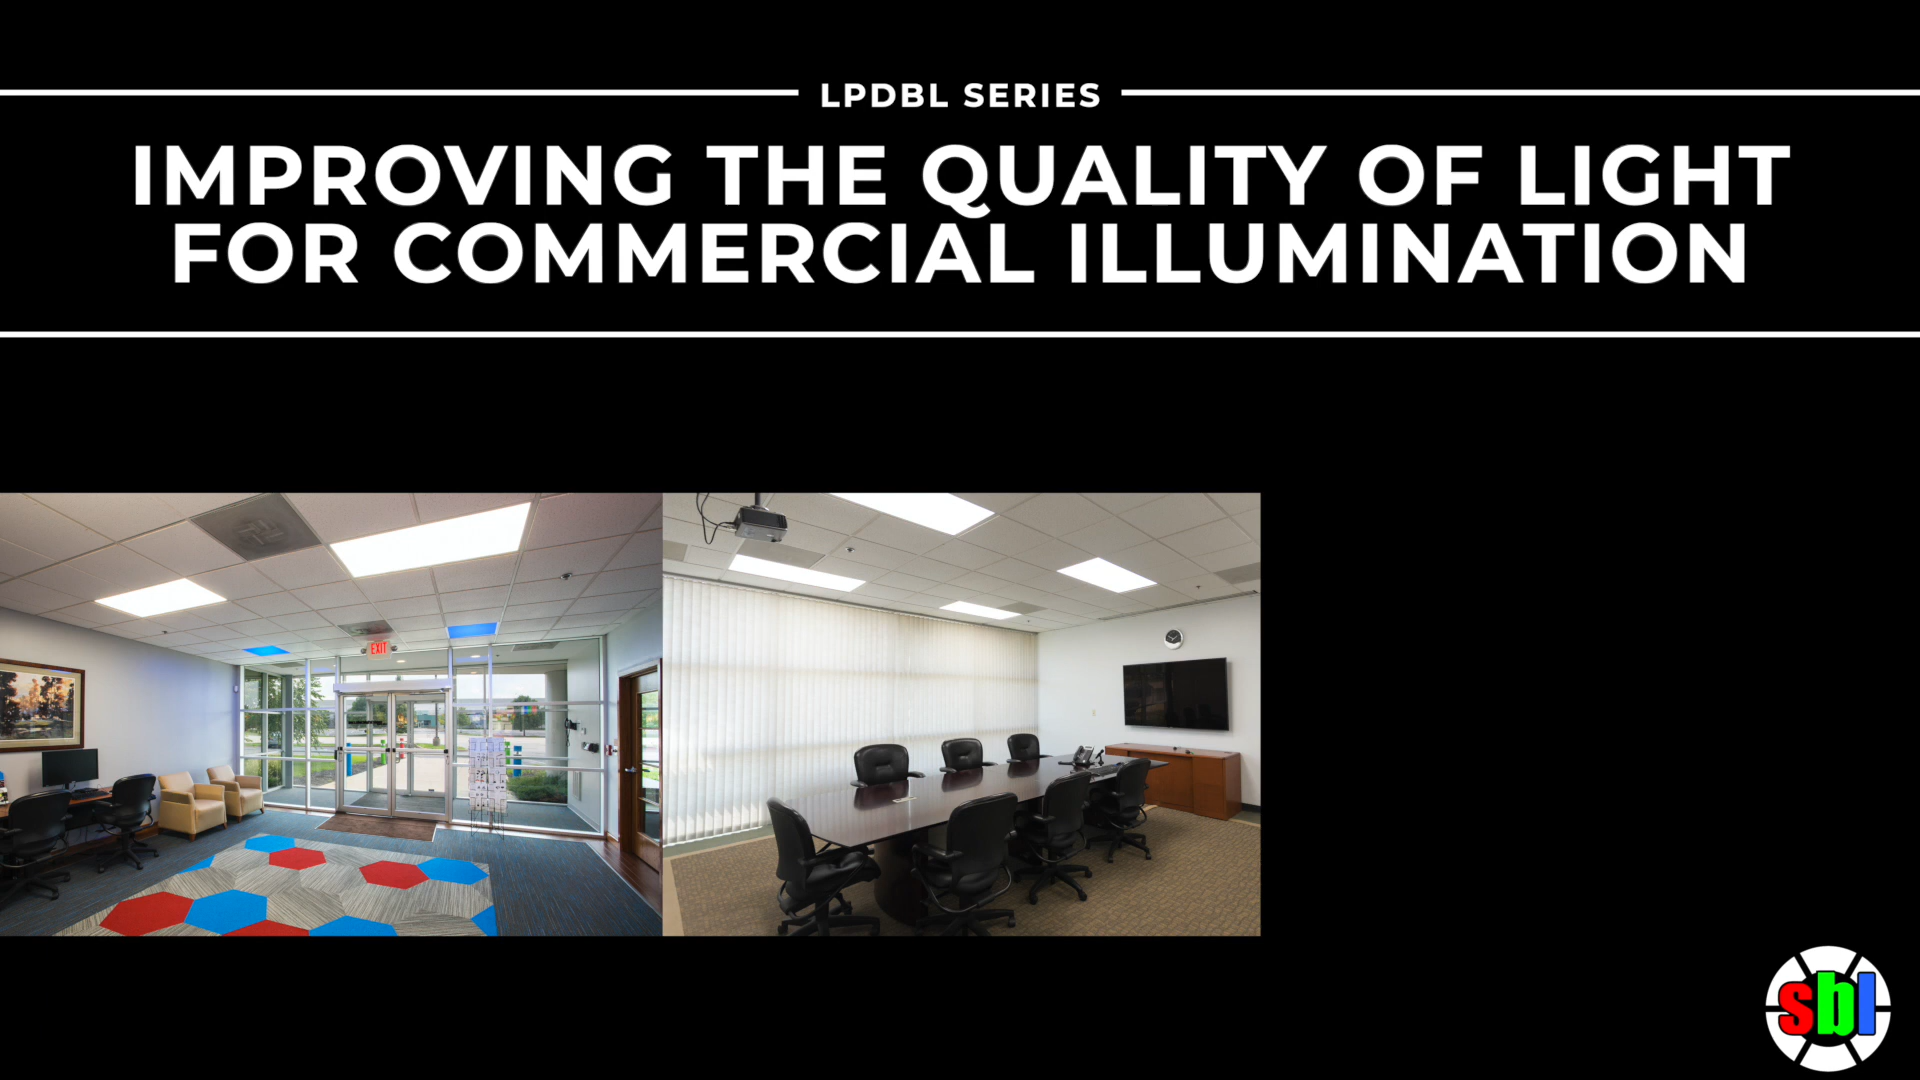 LPDBL SERIES
IMPROVING THE QUALITY OF LIGHT
FOR COMMERCIAL ILLUMINATION
EXIT
sbl